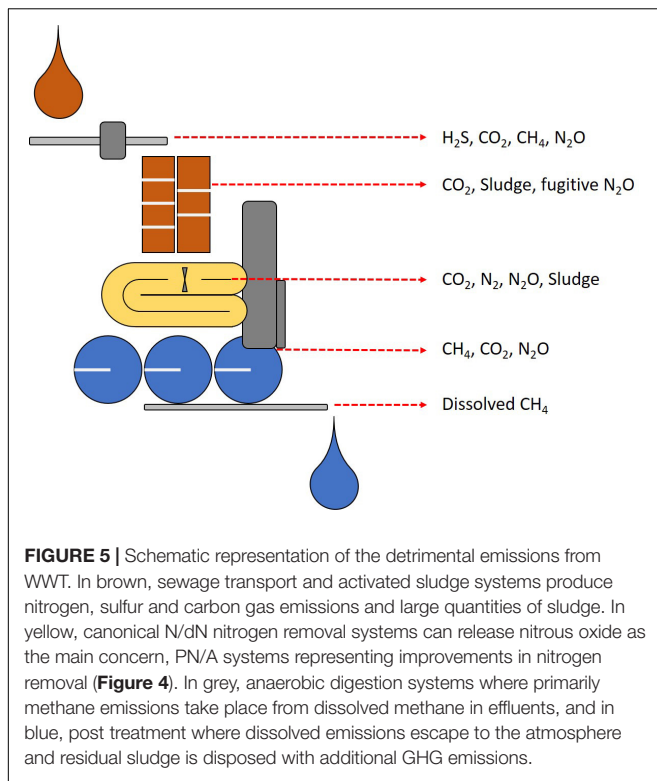 H₂S, CO₂, CH₄, N₂O
CO₂, Sludge, fugitive N₂O
CO₂, N₂, N₂O, Sludge
CH₄, CO₂, N₂O
Dissolved CH₄
FIGURE 5 | Schematic representation of the detrimental emissions from
WWT. In brown, sewage transport and activated sludge systems produce
nitrogen, sulfur and carbon gas emissions and large quantities of sludge. In
yellow, canonical N/dN nitrogen removal systems can release nitrous oxide as
the main concern, PN/A systems representing improvements in nitrogen
removal (Figure 4). In grey, anaerobic digestion systems where primarily
methane emissions take place from dissolved methane in effluents, and in
blue, post treatment where dissolved emissions escape to the atmosphere
and residual sludge is disposed with additional GHG emissions.